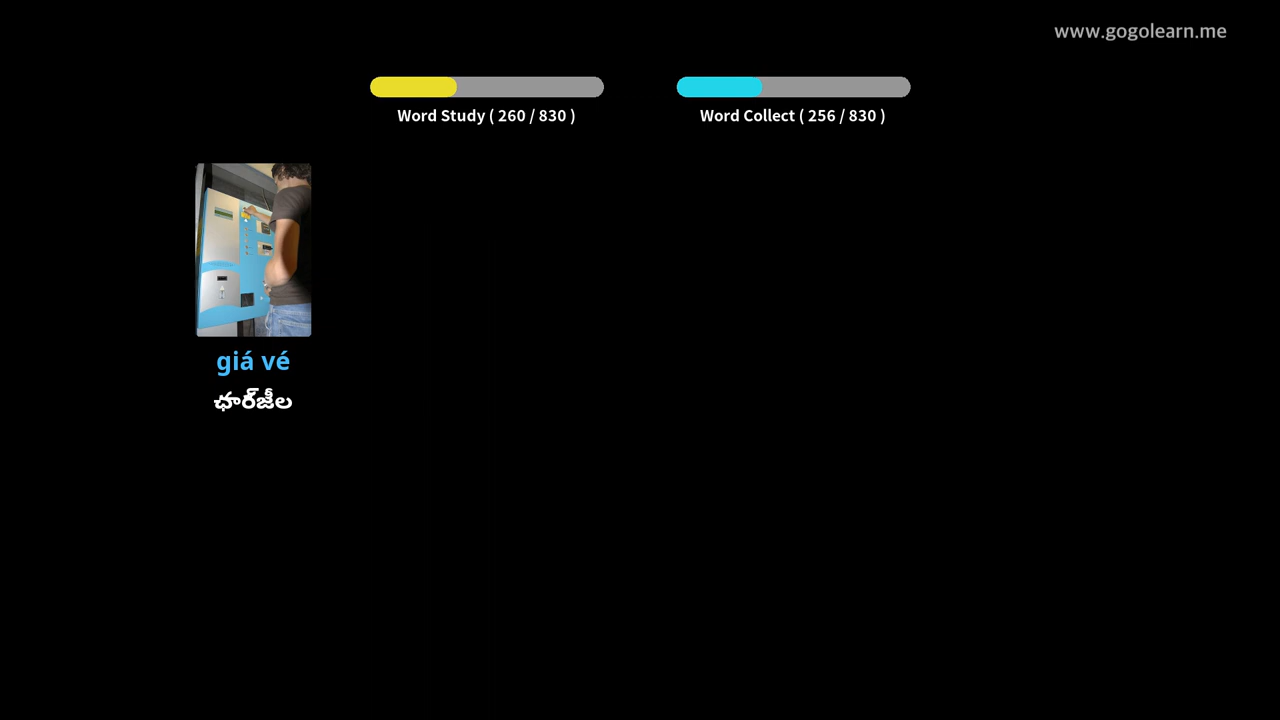 www.gogolearn.me
Word Study ( 260 / 830 )
Word Collect ( 256 / 830 )
giá vé
ఛార్‌జీల